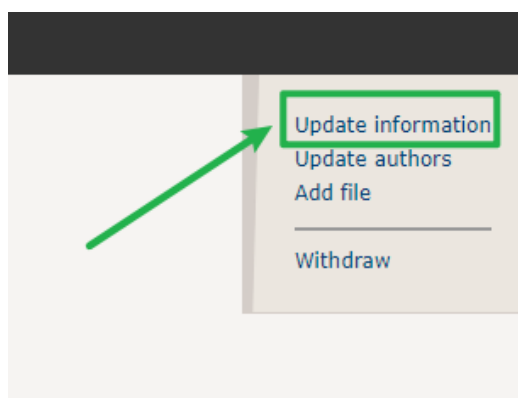 Update information
Update authors
Add file
Withdraw